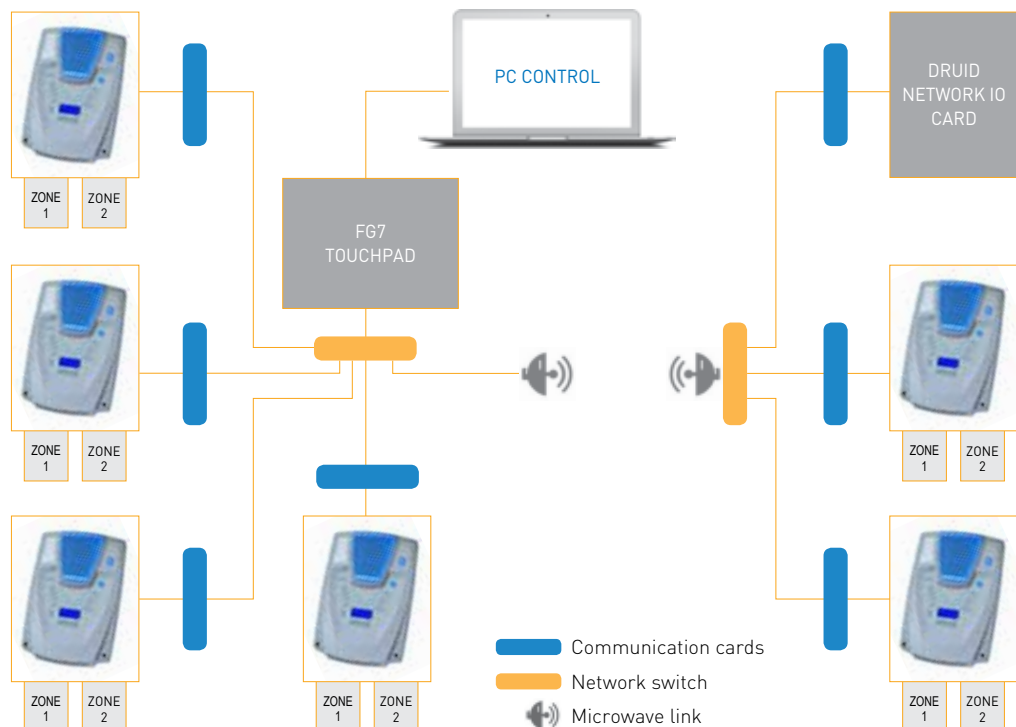 PC CONTROL
DRUID
NETWORK IO
CARD
ZONE
1
ZONE
2
FG7
TOUCHPAD
ZONE
1
ZONE
2
ZONE
1
ZONE
2
ZONE
1
ZONE
2
ZONE
1
ZONE
2
ZONE
1
ZONE
2
Communication cards
Network switch
Microwave link